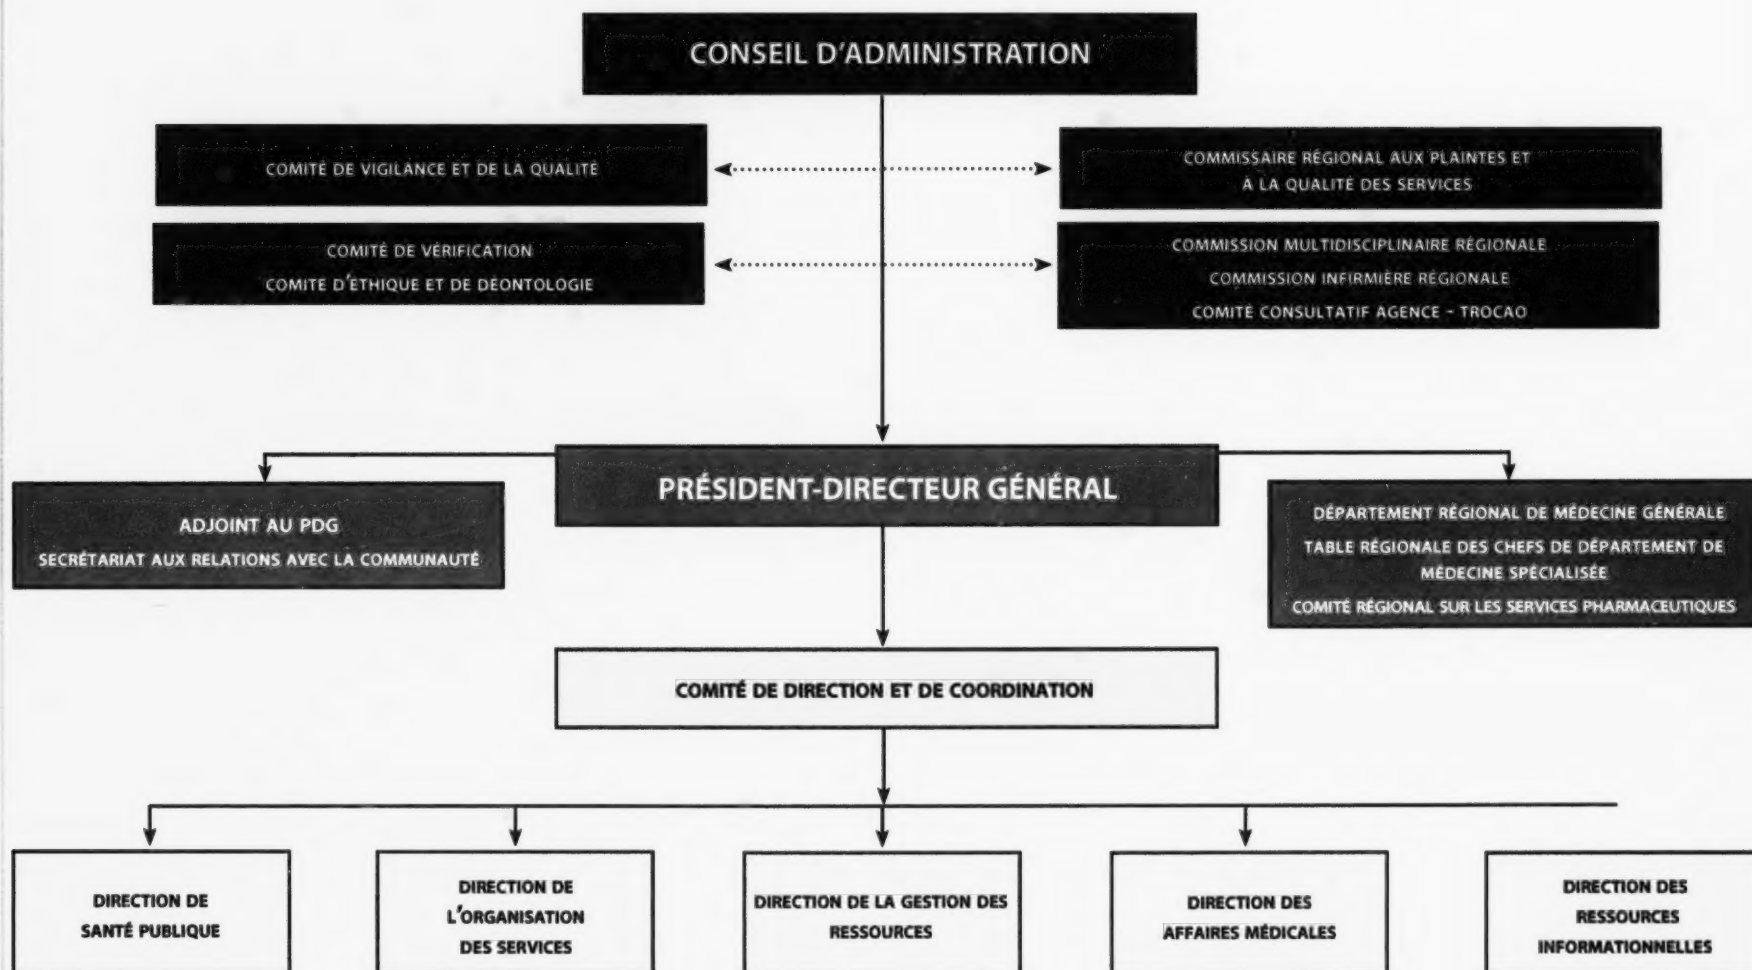 CONSEIL D'ADMINISTRATION
COMITÉ DE VIGILANCE ET DE LA QUALITÉ
COMMISSAIRE RÉGIONAL AUX PLAINTES ET
À LA QUALITÉ DES SERVICES
COMITÉ DE VÉRIFICATION
COMITÉ D'ÉTHIQUE ET DE DÉONTOLOGIE
COMMISSION MULTIDISCIPLINAIRE RÉGIONALE
COMMISSION INFIRMIÈRE RÉGIONALE
COMITÉ CONSULTATIF AGENCE - TROCAO
PRÉSIDENT-DIRECTEUR GÉNÉRAL
ADJOINT AU PDG
SECRÉTARIAT AUX RELATIONS AVEC LA COMMUNAUTÉ
DÉPARTEMENT RÉGIONAL DE MÉDECINE GÉNÉRALE
TABLE RÉGIONALE DES CHEFS DE DÉPARTEMENT DE
MÉDECINE SPÉCIALISÉE
COMITÉ RÉGIONAL SUR LES SERVICES PHARMACEUTIQUES
COMITÉ DE DIRECTION ET DE COORDINATION
DIRECTION DE
SANTÉ PUBLIQUE
DIRECTION DE
L'ORGANISATION
DES SERVICES
DIRECTION DE LA GESTION DES
RESSOURCES
DIRECTION DES
AFFAIRES MÉDICALES
DIRECTION DES
RESSOURCES
INFORMATIONNELLES